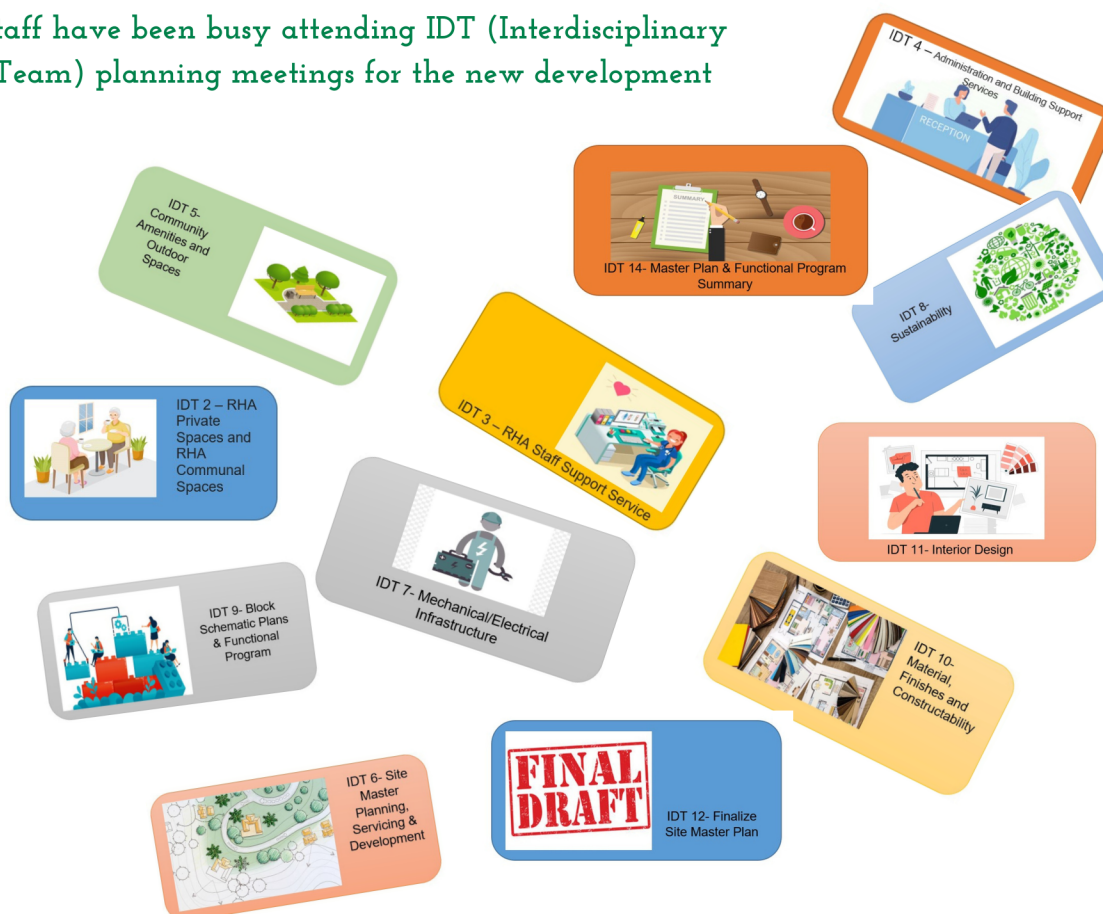 taff have been busy attending IDT (Interdisciplinary
Team) planning meetings for the new development
IDT 4 – Administration and Building Support
Services
RECEPTION
IDT 5-
Community
Amenities and
Outdoor
Spaces
SUMMARY
IDT 14- Master Plan & Functional Program
Summary
IDT 8-
Sustainability
IDT 2 – RHA
Private
Spaces and
RHA
Communal
Spaces
IDT 3 – RHA Staff Support Service
IDT 11- Interior Design
IDT 7- Mechanical/Electrical
Infrastructure
IDT 9- Block
Schematic Plans
& Functional
Program
IDT 10-
Material,
Finishes and
Constructability
IDT 6- Site
Master
Planning,
Servicing &
Development
FINAL
DRAFT
IDT 12- Finalize
Site Master Plan